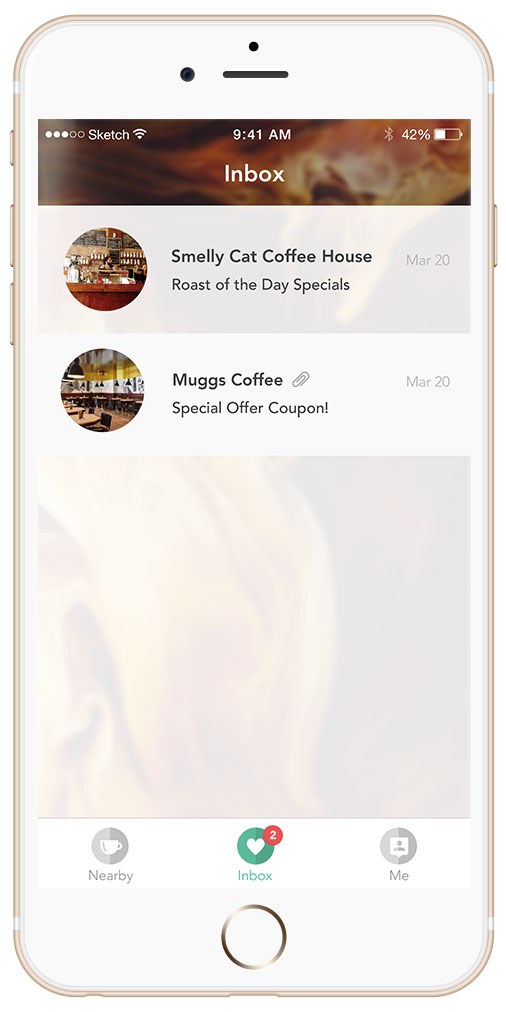 Sketch 9:41 AM 42%
Inbox
Smelly Cat Coffee House Mar 20
Roast of the Day Specials
Muggs Coffee Mar 20
Special Offer Coupon!
2
Nearby Inbox Me